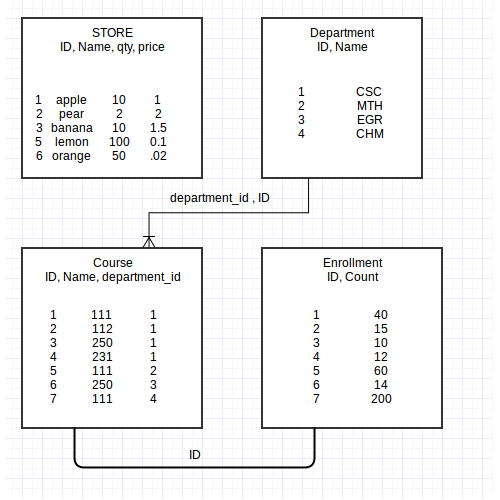 STORE
ID, Name, qty, price
1 apple 10 1
2 pear 2 2
3 banana 10 1.5
5 lemon 100 0.1
6 orange 50 .02
Department
ID, Name
1 CSC
2 MTH
3 EGR
4 CHM
department_id , ID
Course
ID, Name, department_id
1 111 1
2 112 1
3 250 1
4 231 1
5 111 2
6 250 3
7 111 4
Enrollment
ID, Count
1 40
2 15
3 10
4 12
5 60
6 14
7 200
ID